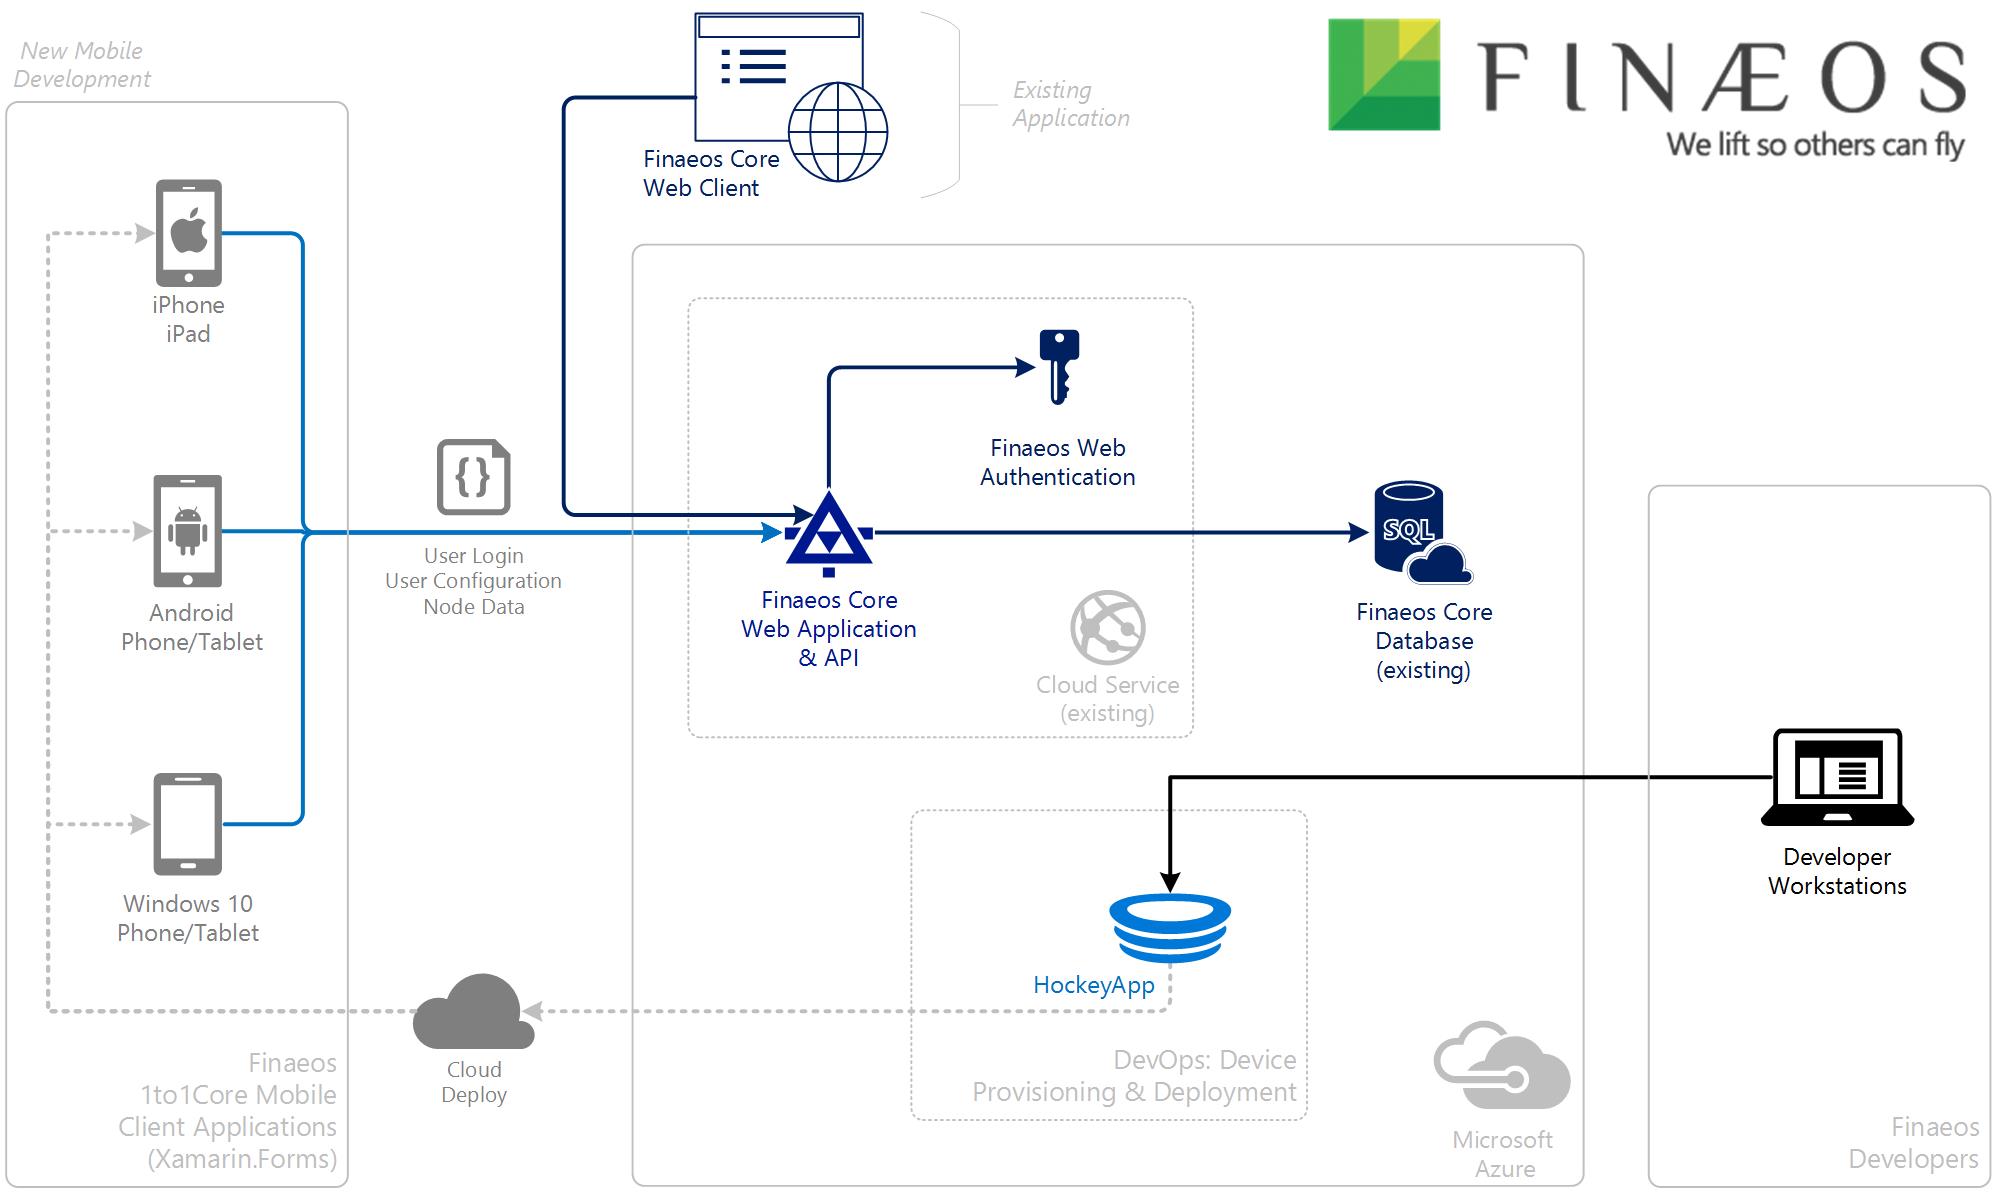 New Mobile
Development
Existing
Application
FINÆOS
We lift so others can fly
Finaeos Core
Web Client
iPhone
iPad
Finaeos Web
Authentication
{}
User Login
User Configuration
Node Data
Android
Phone/Tablet
Finaeos Core
Web Application
& API
SQL
Finaeos Core
Database
(existing)
Cloud Service
(existing)
Developer
Workstations
Windows 10
Phone/Tablet
HockeyApp
Cloud
Deploy
DevOps: Device
Provisioning & Deployment
Finaeos
1to1Core Mobile
Client Applications
(Xamarin.Forms)
Microsoft
Azure
Finaeos
Developers